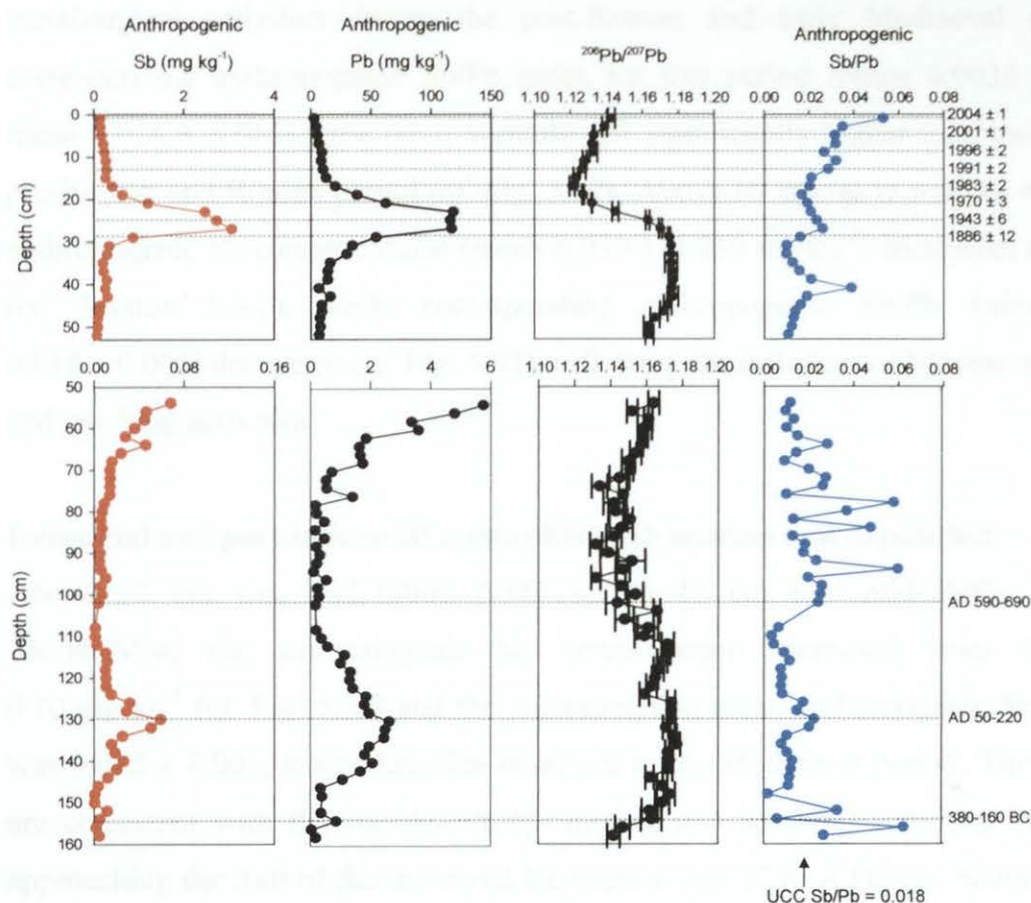 Anthropogenic
Sb (mg kg⁻¹)
Anthropogenic
Pb (mg kg⁻¹)
²⁰⁶Pb/²⁰⁷Pb
Anthropogenic
Sb/Pb
0 2 4
0 50 100 150
1.10 1.12 1.14 1.16 1.18 1.20
0.00 0.02 0.04 0.06 0.08
Depth (cm)
0
10
20
30
40
50
2004 ± 1
2001 ± 1
1996 ± 2
1991 ± 2
1983 ± 2
1970 ± 3
1943 ± 6
1886 ± 12
0.00 0.08 0.16
0 2 4 6
1.10 1.12 1.14 1.16 1.18 1.20
0.00 0.02 0.04 0.06 0.08
Depth (cm)
50
60
70
80
90
100
110
120
130
140
150
160
AD 590-690
AD 50-220
380-160 BC
UCC Sb/Pb = 0.018